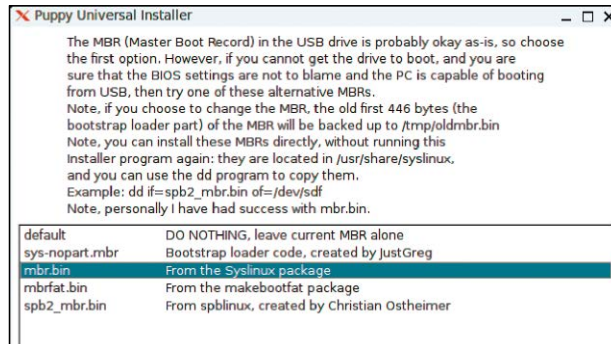 Puppy Universal Installer
The MBR (Master Boot Record) in the USB drive is probably okay as-is, so choose
the first option. However, if you cannot get the drive to boot, and you are
sure that the BIOS settings are not to blame and the PC is capable of booting
from USB, then try one of these alternative MBRs.
Note, if you choose to change the MBR, the old first 446 bytes (the
bootstrap loader part) of the MBR will be backed up to /tmp/oldmbr.bin
Note, you can install these MBRs directly, without running this
Installer program again: they are located in /usr/share/syslinux,
and you can use the dd program to copy them.
Example: dd if=spb2_mbr.bin of=/dev/sdf
Note, personally I have had success with mbr.bin.
default DO NOTHING, leave current MBR alone
sys-nopart.mbr Bootstrap loader code, created by JustGreg
mbr.bin From the Syslinux package
mbrfat.bin From the makebootfat package
spb2_mbr.bin From spblinux, created by Christian Ostheimer